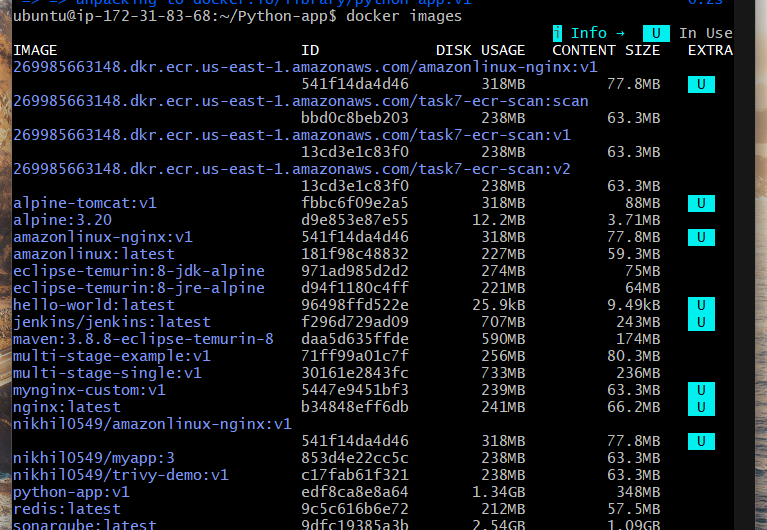 => => unpacking to docker.io/library/python-app:v1 0.2s
ubuntu@ip-172-31-83-68:~/Python-app$ docker images
i Info → U In Use
IMAGE ID DISK USAGE CONTENT SIZE EXTRA
269985663148.dkr.ecr.us-east-1.amazonaws.com/amazonlinux-nginx:v1
541f14da4d46 318MB 77.8MB U
269985663148.dkr.ecr.us-east-1.amazonaws.com/task7-ecr-scan:scan
bbd0c8beb203 238MB 63.3MB
269985663148.dkr.ecr.us-east-1.amazonaws.com/task7-ecr-scan:v1
13cd3e1c83f0 238MB 63.3MB
269985663148.dkr.ecr.us-east-1.amazonaws.com/task7-ecr-scan:v2
13cd3e1c83f0 238MB 63.3MB
alpine-tomcat:v1 fbbc6f09e2a5 318MB 88MB U
alpine:3.20 d9e853e87e55 12.2MB 3.71MB
amazonlinux-nginx:v1 541f14da4d46 318MB 77.8MB U
amazonlinux:latest 181f98c48832 227MB 59.3MB
eclipse-temurin:8-jdk-alpine 971ad985d2d2 274MB 75MB
eclipse-temurin:8-jre-alpine d94f1180c4ff 221MB 64MB
hello-world:latest 96498ffd522e 25.9kB 9.49kB U
jenkins/jenkins:latest f296d729ad09 707MB 243MB U
maven:3.8.8-eclipse-temurin-8 daa5d635ffde 590MB 174MB
multi-stage-example:v1 71ff99a01c7f 256MB 80.3MB
multi-stage-single:v1 30161e2843fc 733MB 236MB
mynginx-custom:v1 5447e9451bf3 239MB 63.3MB U
nginx:latest b34848eff6db 241MB 66.2MB U
nikhil0549/amazonlinux-nginx:v1
541f14da4d46 318MB 77.8MB U
nikhil0549/myapp:3 853d4e22cc5c 238MB 63.3MB
nikhil0549/trivy-demo:v1 c17fab61f321 238MB 63.3MB
python-app:v1 edf8ca8e8a64 1.34GB 348MB
redis:latest 9c5c616b6e72 212MB 57.5MB
sonarqube:latest 9dfc19385a3b 2.54GB 1.09GB